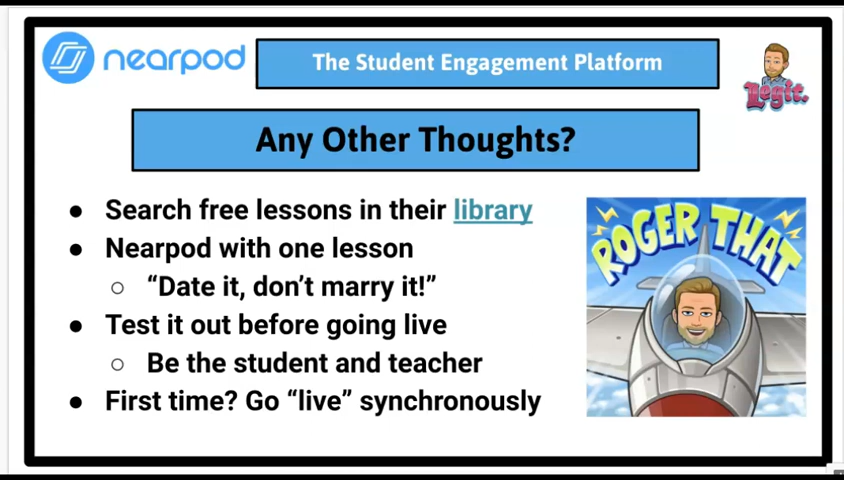 nearpod
The Student Engagement Platform
Legit.
Any Other Thoughts?
● Search free lessons in their library
● Nearpod with one lesson
○ “Date it, don’t marry it!”
● Test it out before going live
○ Be the student and teacher
● First time? Go “live” synchronously
ROGER THAT